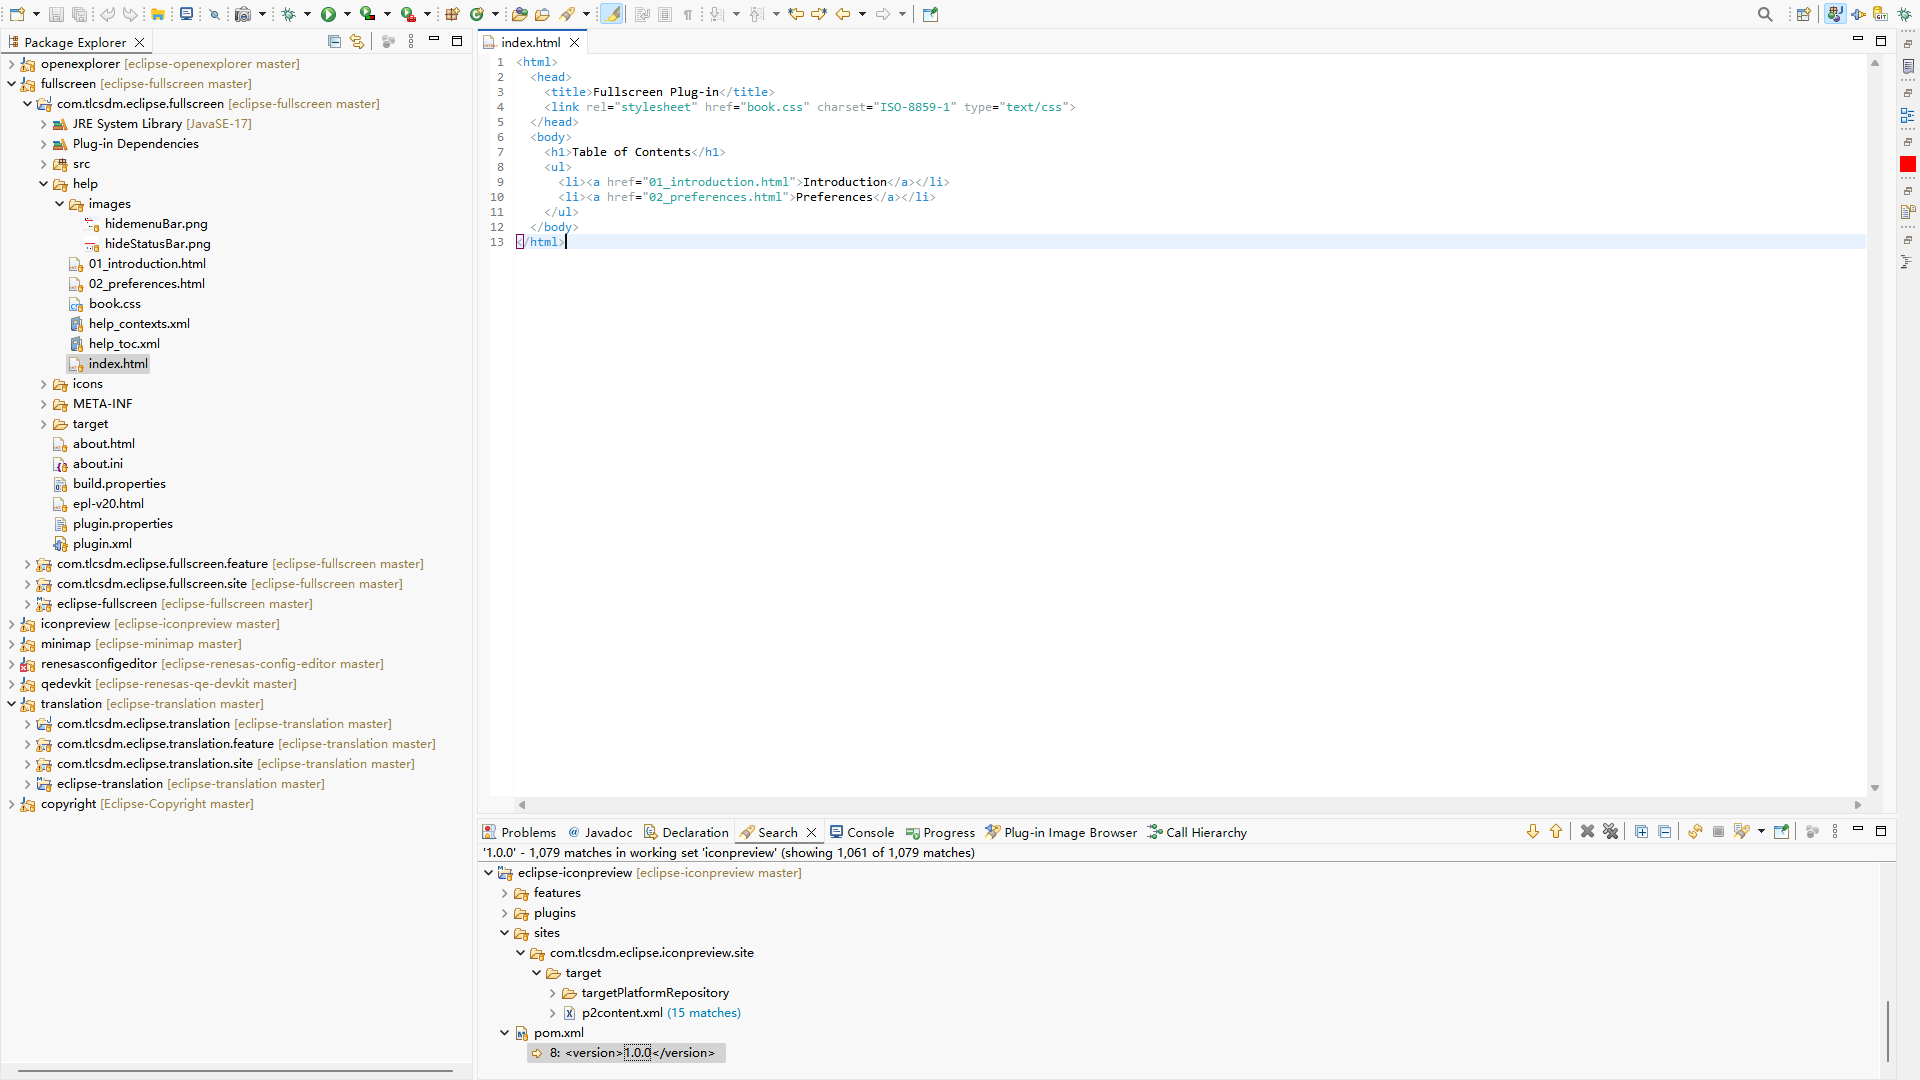 Package Explorer
openexplorer [eclipse-openexplorer master]
fullscreen [eclipse-fullscreen master]
com.tlcsdm.eclipse.fullscreen [eclipse-fullscreen master]
JRE System Library [JavaSE-17]
Plug-in Dependencies
src
help
images
hidemenuBar.png
hideStatusBar.png
01_introduction.html
02_preferences.html
book.css
help_contexts.xml
help_toc.xml
index.html
icons
META-INF
target
about.html
about.ini
build.properties
epl-v20.html
plugin.properties
plugin.xml
com.tlcsdm.eclipse.fullscreen.feature [eclipse-fullscreen master]
com.tlcsdm.eclipse.fullscreen.site [eclipse-fullscreen master]
eclipse-fullscreen [eclipse-fullscreen master]
iconpreview [eclipse-iconpreview master]
minimap [eclipse-minimap master]
renesasconfigeditor [eclipse-renesas-config-editor master]
qedevkit [eclipse-renesas-qe-devkit master]
translation [eclipse-translation master]
com.tlcsdm.eclipse.translation [eclipse-translation master]
com.tlcsdm.eclipse.translation.feature [eclipse-translation master]
com.tlcsdm.eclipse.translation.site [eclipse-translation master]
eclipse-translation [eclipse-translation master]
copyright [Eclipse-Copyright master]
index.html
1 <html>
2 <head>
3 <title>Fullscreen Plug-in</title>
4 <link rel="stylesheet" href="book.css" charset="ISO-8859-1" type="text/css">
5 </head>
6 <body>
7 <h1>Table of Contents</h1>
8 <ul>
9 <li><a href="01_introduction.html">Introduction</a></li>
10 <li><a href="02_preferences.html">Preferences</a></li>
11 </ul>
12 </body>
13 </html>
Problems @ Javadoc Declaration Search Console Progress Plug-in Image Browser Call Hierarchy
'1.0.0' - 1,079 matches in working set 'iconpreview' (showing 1,061 of 1,079 matches)
eclipse-iconpreview [eclipse-iconpreview master]
features
plugins
sites
com.tlcsdm.eclipse.iconpreview.site
target
targetPlatformRepository
p2content.xml (15 matches)
pom.xml
8: <version>1.0.0</version>